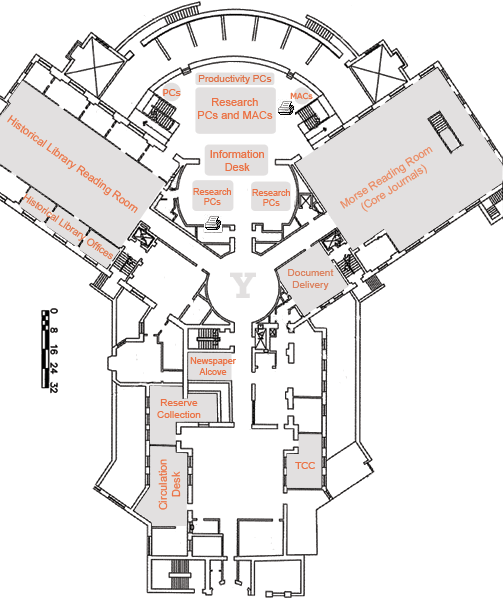 Productivity PCs
PCs
MACs
Research
PCs and MACs
Information
Desk
Historical Library Reading Room
Morse Reading Room
(Core Journals)
Research
PCs
Research
PCs
Historical Library Offices
Document
Delivery
Y
0 8 16 24 32
Newspaper
Alcove
Reserve
Collection
Circulation
Desk
TCC